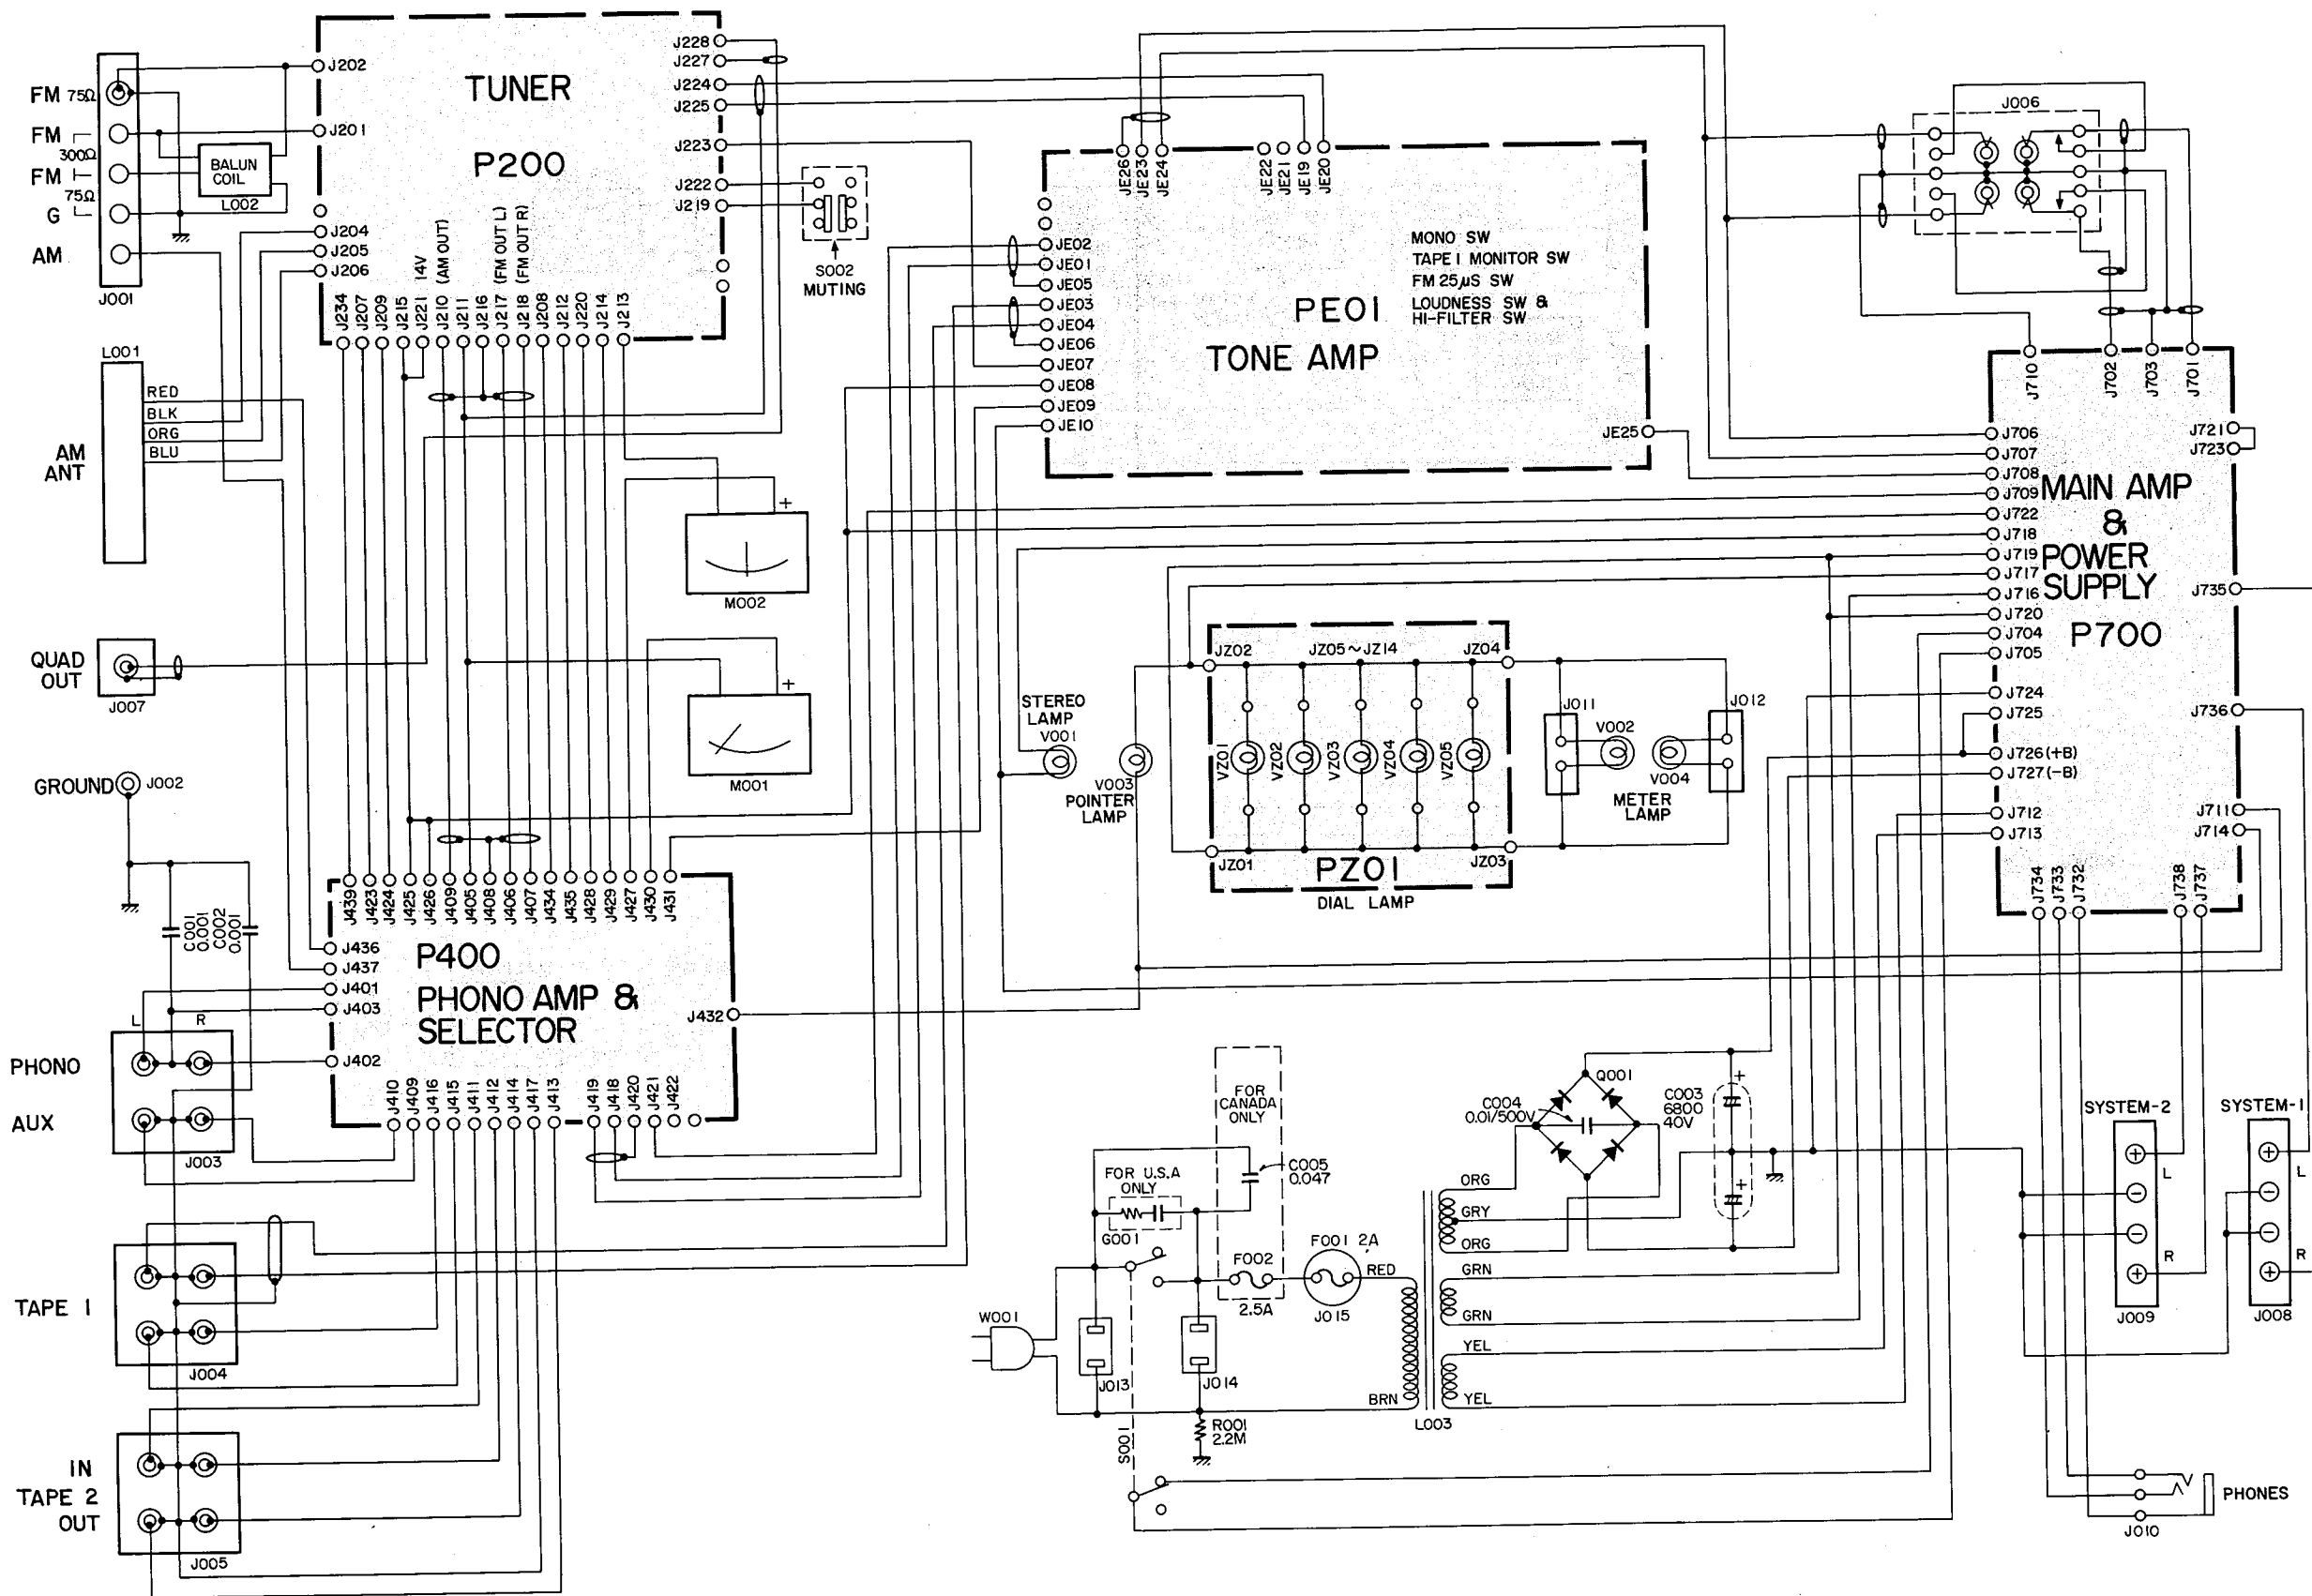 FM 75Ω
FM
300Ω
FM
75Ω
G
AM
J001
BALUN
COIL
L002
TUNER
P200
J202
J201
J204
J205
J206
J228
J227
J224
J225
J223
J222
J219
J234
J207
J209
J215
J221 14V
J210 (AM OUT)
J211
J216
J217 (FM OUT L)
J218 (FM OUT R)
J208
J212
J220
J214
J213
S002
MUTING
L001
RED
BLK
ORG
BLU
AM
ANT
QUAD
OUT
J007
GROUND
J002
C001
0.001
C002
0.001
M002
+
M001
+
JE26
JE23
JE24
JE22
JE21
JE19
JE20
JE02
JE01
JE05
JE03
JE04
JE06
JE07
JE08
JE09
JE10
JE25
PE01
TONE AMP
MONO SW
TAPE 1 MONITOR SW
FM 25μS SW
LOUDNESS SW &
HI-FILTER SW
J006
J710
J702
J703
J701
J706
J707
J708
J709
J722
J718
J719
J717
J716
J720
J704
J705
J724
J725
J726 (+B)
J727 (-B)
J712
J713
J721
J723
J735
J736
J711
J714
J734
J733
J732
J738
J737
MAIN AMP
&
POWER
SUPPLY
P700
STEREO
LAMP
V001
V003
POINTER
LAMP
JZ02
JZ05~JZ14
JZ04
VZ01
VZ02
VZ03
VZ04
VZ05
JZ01
JZ03
PZ01
DIAL LAMP
J011
V002
V004
J012
METER
LAMP
J439
J423
J424
J425
J426
J409
J405
J408
J406
J407
J434
J435
J428
J429
J427
J430
J431
J436
J437
J401
J403
J402
J432
P400
PHONO AMP &
SELECTOR
J410
J409
J416
J415
J411
J412
J414
J417
J413
J419
J418
J420
J421
J422
L
R
PHONO
AUX
J003
TAPE 1
J004
IN
TAPE 2
OUT
J005
W001
J013
J014
FOR U.S.A
ONLY
G001
FOR
CANADA
ONLY
C005
0.047
F002
2.5A
F001 2A
J015
RED
BRN
R001
2.2M
S001
L003
ORG
GRY
ORG
GRN
GRN
YEL
YEL
Q001
C004
0.01/500V
C003
6800
40V
+
+
SYSTEM-2
+
L
-
-
R
+
J009
SYSTEM-1
+
L
-
-
R
+
J008
PHONES
J010